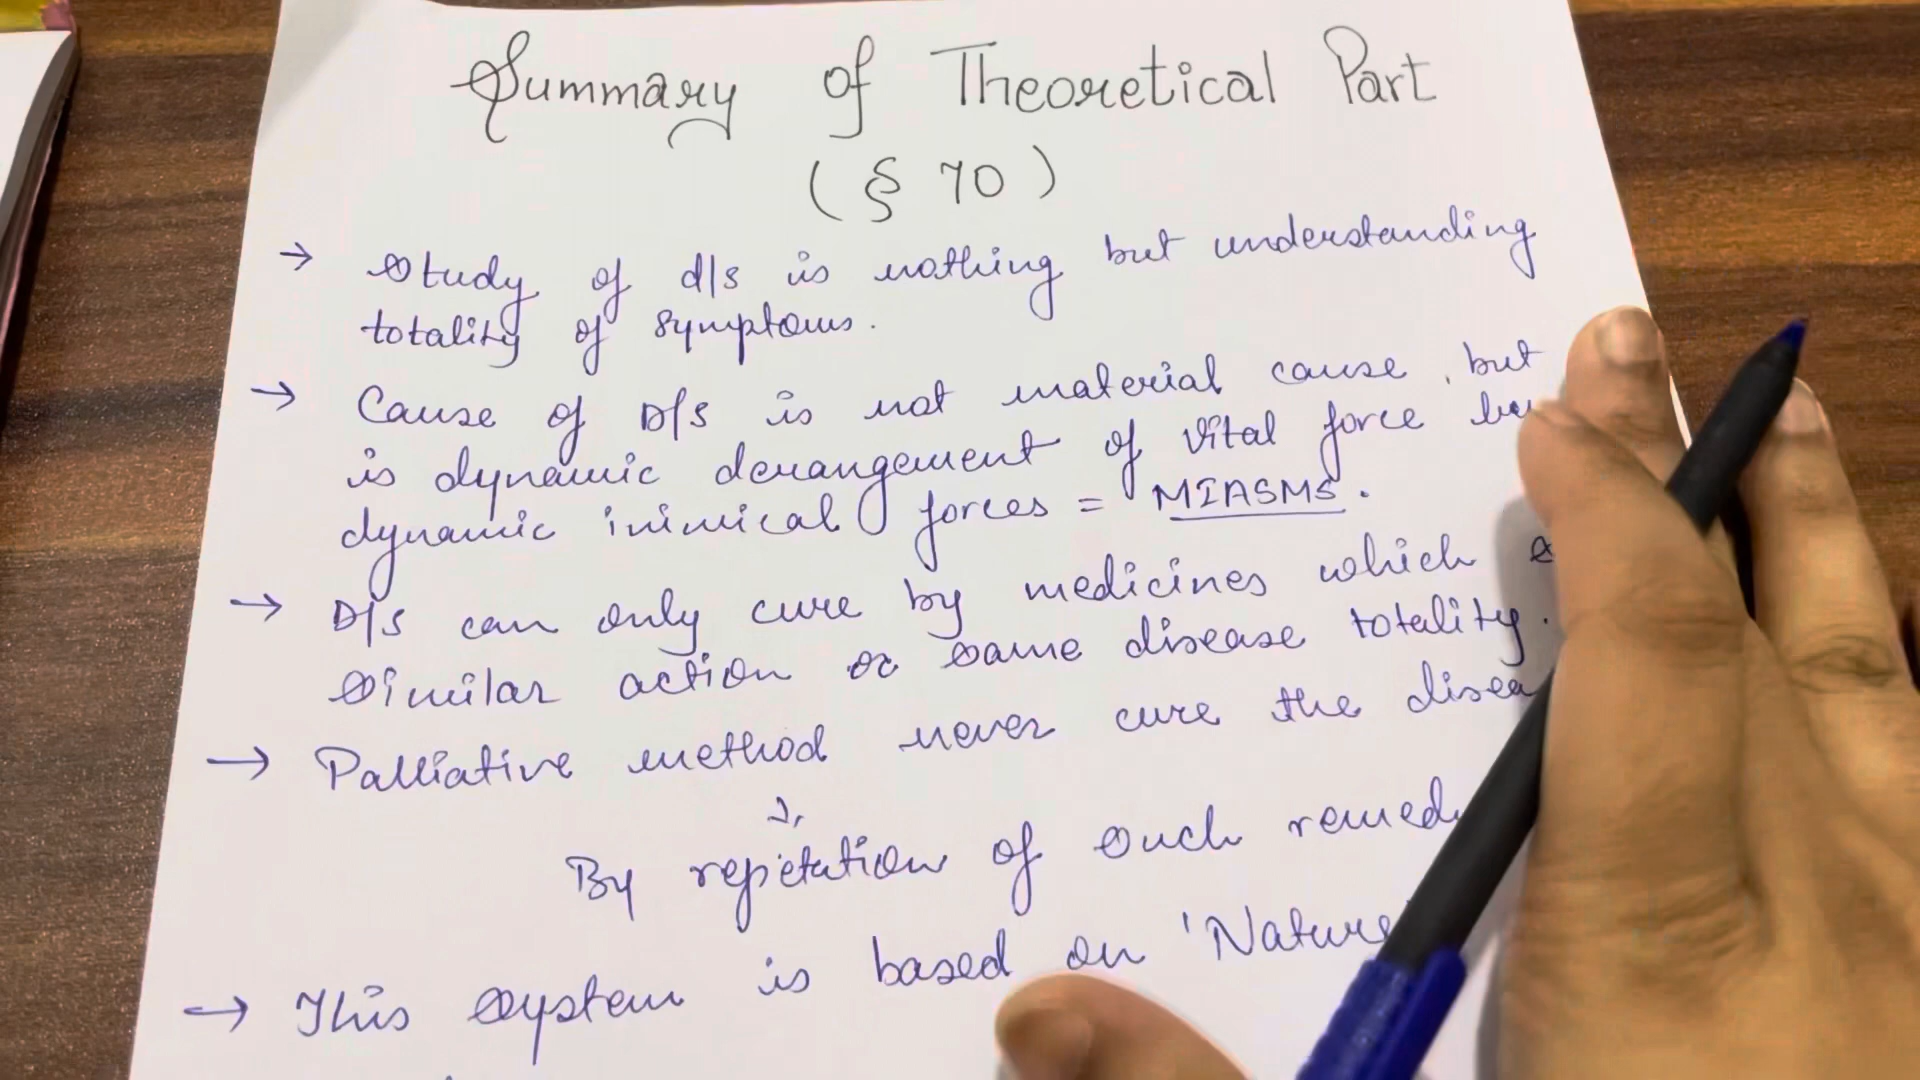 Summary of Theoretical Part
(§ 70)
→ Study of d/s is nothing but understanding
totality of symptoms.
→ Cause of D/s is not material cause, but
is dynamic derangement of vital force
dynamic inimical forces = MIASMS.
→ D/s can only cure by medicines which
similar action or same disease totality.
→ Palliative method never cure the
By repetation of such
→ This system is based on 'Nature